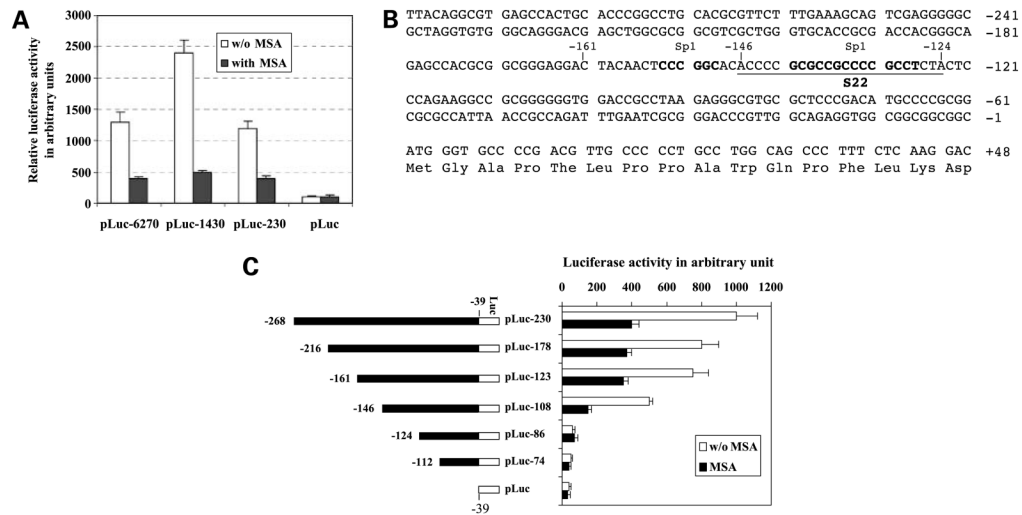 A
Relative luciferase activity
in arbitrary units
3000
2500
2000
1500
1000
500
0
w/o MSA
with MSA
pLuc-6270 pLuc-1430 pLuc-230 pLuc
B
TTACAGGCGT GAGCCACTGC ACCCGGCCTG CACGCGTTCT TTGAAAGCAG TCGAGGGGGC -241
GCTAGGTGTG GGCAGGGACG AGCTGGCGCG GCGTCGCTGG GTGCACCGCG ACCACGGGCA -181
-161 Sp1 -146 Sp1 -124
GAGCCACGCG GCGGGAGGAC TACAACTCCC GGCACACCCC GCGCCGCCCC GCCTCTACTC -121
S22
CCAGAAGGCC GCGGGGGGTG GACCGCCTAA GAGGGCGTGC GCTCCCGACA TGCCCCGCGG -61
CGCGCCATTA ACCGCCAGAT TTGAATCGCG GGACCCGTTG GCAGAGGTGG CGGCGGCGGC -1
ATG GGT GCC CCG ACG TTG CCC CCT GCC TGG CAG CCC TTT CTC AAG GAC +48
Met Gly Ala Pro Thr Leu Pro Pro Ala Trp Gln Pro Phe Leu Lys Asp
C
Luciferase activity in arbitrary unit
0 200 400 600 800 1000 1200
-39 Luc
-268 pLuc-230
-216 pLuc-178
-161 pLuc-123
-146 pLuc-108
-124 pLuc-86
-112 pLuc-74
pLuc
-39
w/o MSA
MSA